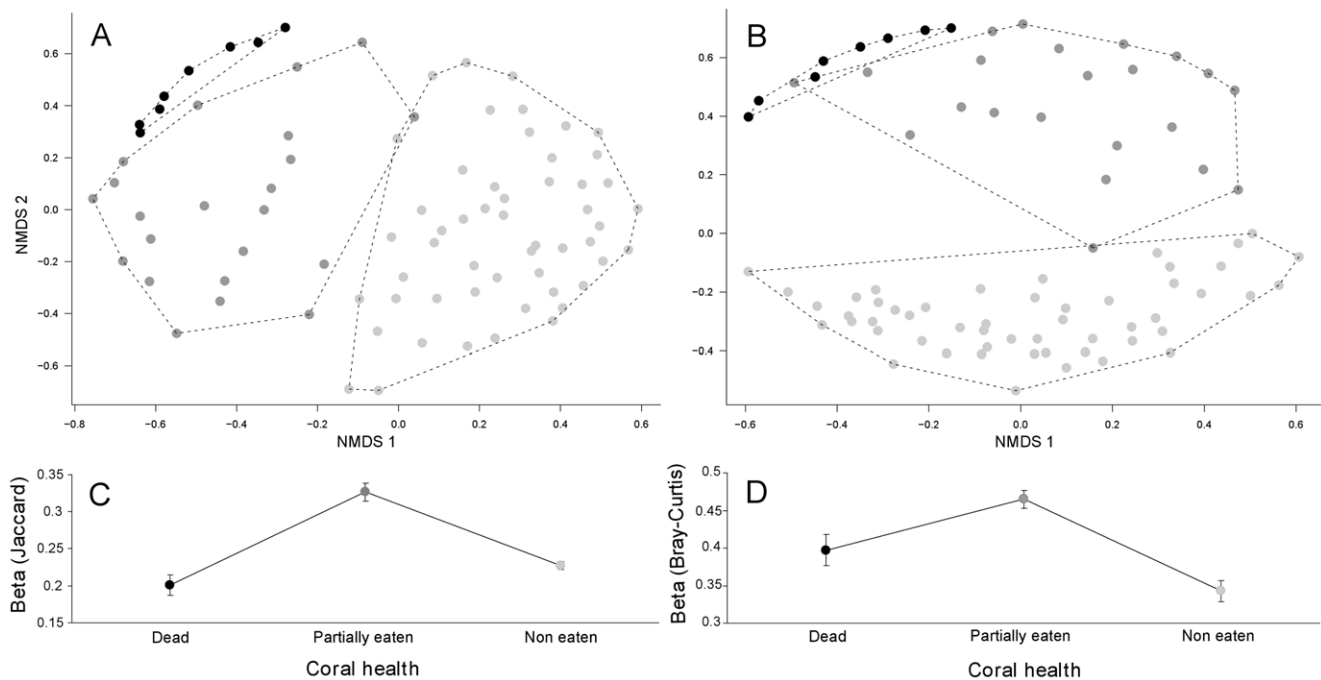 A
B
0.6
0.4
0.2
0.0
−0.2
−0.4
−0.6
NMDS 2
−0.8 −0.6 −0.4 −0.2 0.0 0.2 0.4 0.6
NMDS 1
0.6
0.4
0.2
0.0
−0.2
−0.4
−0.6 −0.4 −0.2 0.0 0.2 0.4 0.6
NMDS 1
C
0.35
0.3
0.25
0.2
0.15
Beta (Jaccard)
Dead Partially eaten Non eaten
Coral health
D
0.5
0.45
0.4
0.35
0.3
Beta (Bray-Curtis)
Dead Partially eaten Non eaten
Coral health